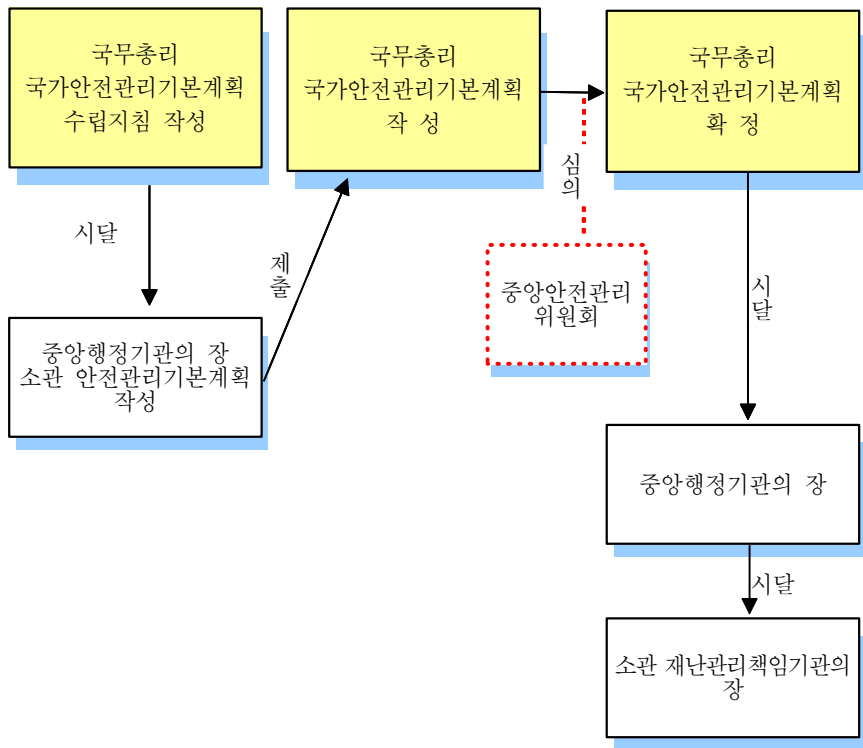 국무총리
국가안전관리기본계획
수립지침 작성
시달
중앙행정기관의 장
소관 안전관리기본계획
작성
제출
국무총리
국가안전관리기본계획
작 성
심의
중앙안전관리
위원회
국무총리
국가안전관리기본계획
확 정
시달
중앙행정기관의 장
시달
소관 재난관리책임기관의
장